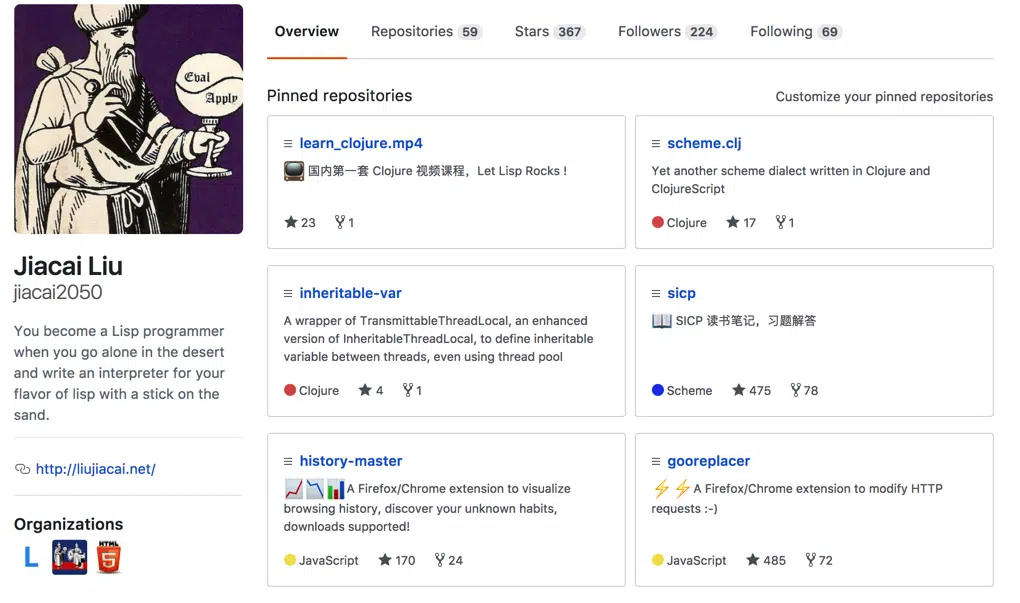 Eval
Apply
Jiacai Liu
jiacai2050
You become a Lisp programmer
when you go alone in the desert
and write an interpreter for your
flavor of lisp with a stick on the
sand.
http://liujiacai.net/
Organizations
L
HTML
5
Overview
Repositories 59
Stars 367
Followers 224
Following 69
Pinned repositories
Customize your pinned repositories
learn_clojure.mp4
国内第一套 Clojure 视频课程，Let Lisp Rocks !
23 1
scheme.clj
Yet another scheme dialect written in Clojure and
ClojureScript
Clojure 17 1
inheritable-var
A wrapper of TransmittableThreadLocal, an enhanced
version of InheritableThreadLocal, to define inheritable
variable between threads, even using thread pool
Clojure 4 1
sicp
SICP 读书笔记，习题解答
Scheme 475 78
history-master
A Firefox/Chrome extension to visualize
browsing history, discover your unknown habits,
downloads supported!
JavaScript 170 24
gooreplacer
A Firefox/Chrome extension to modify HTTP
requests :-)
JavaScript 485 72